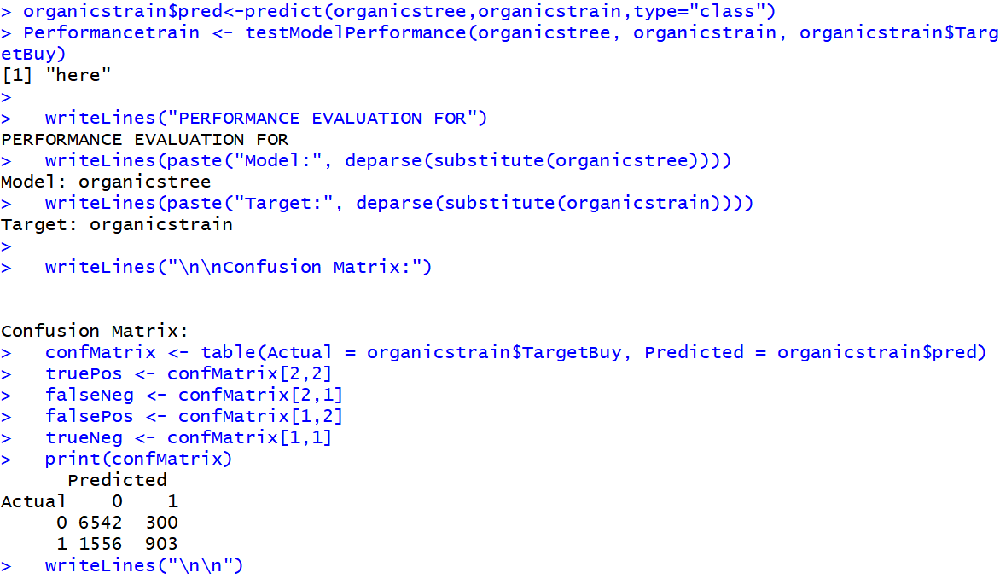 > organicstrain$pred<-predict(organicstree,organicstrain,type="class")
> Performancetrain <- testModelPerformance(organicstree, organicstrain, organicstrain$Targ
etBuy)
[1] "here"
>
>   writeLines("PERFORMANCE EVALUATION FOR")
PERFORMANCE EVALUATION FOR
>   writeLines(paste("Model:", deparse(substitute(organicstree))))
Model: organicstree
>   writeLines(paste("Target:", deparse(substitute(organicstrain))))
Target: organicstrain
>
>   writeLines("\n\nConfusion Matrix:")


Confusion Matrix:
>   confMatrix <- table(Actual = organicstrain$TargetBuy, Predicted = organicstrain$pred)
>   truePos <- confMatrix[2,2]
>   falseNeg <- confMatrix[2,1]
>   falsePos <- confMatrix[1,2]
>   trueNeg <- confMatrix[1,1]
>   print(confMatrix)
      Predicted
Actual    0    1
     0 6542  300
     1 1556  903
>   writeLines("\n\n")